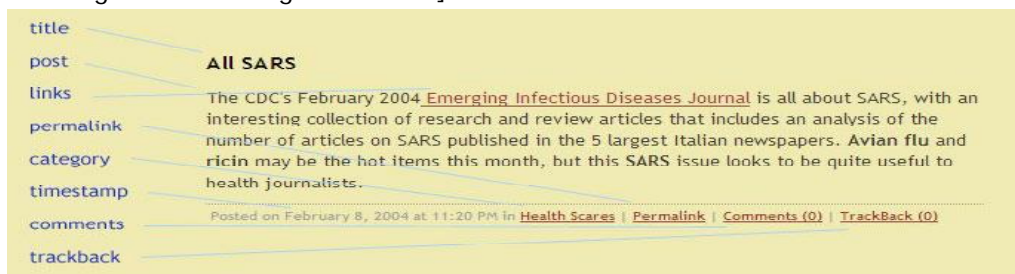 title
post
links
permalink
category
timestamp
comments
trackback
All SARS
The CDC's February 2004 Emerging Infectious Diseases Journal is all about SARS, with an
interesting collection of research and review articles that includes an analysis of the
number of articles on SARS published in the 5 largest Italian newspapers. Avian flu and
ricin may be the hot items this month, but this SARS issue looks to be quite useful to
health journalists.
Posted on February 8, 2004 at 11:20 PM in Health Scares | Permalink | Comments (0) | TrackBack (0)